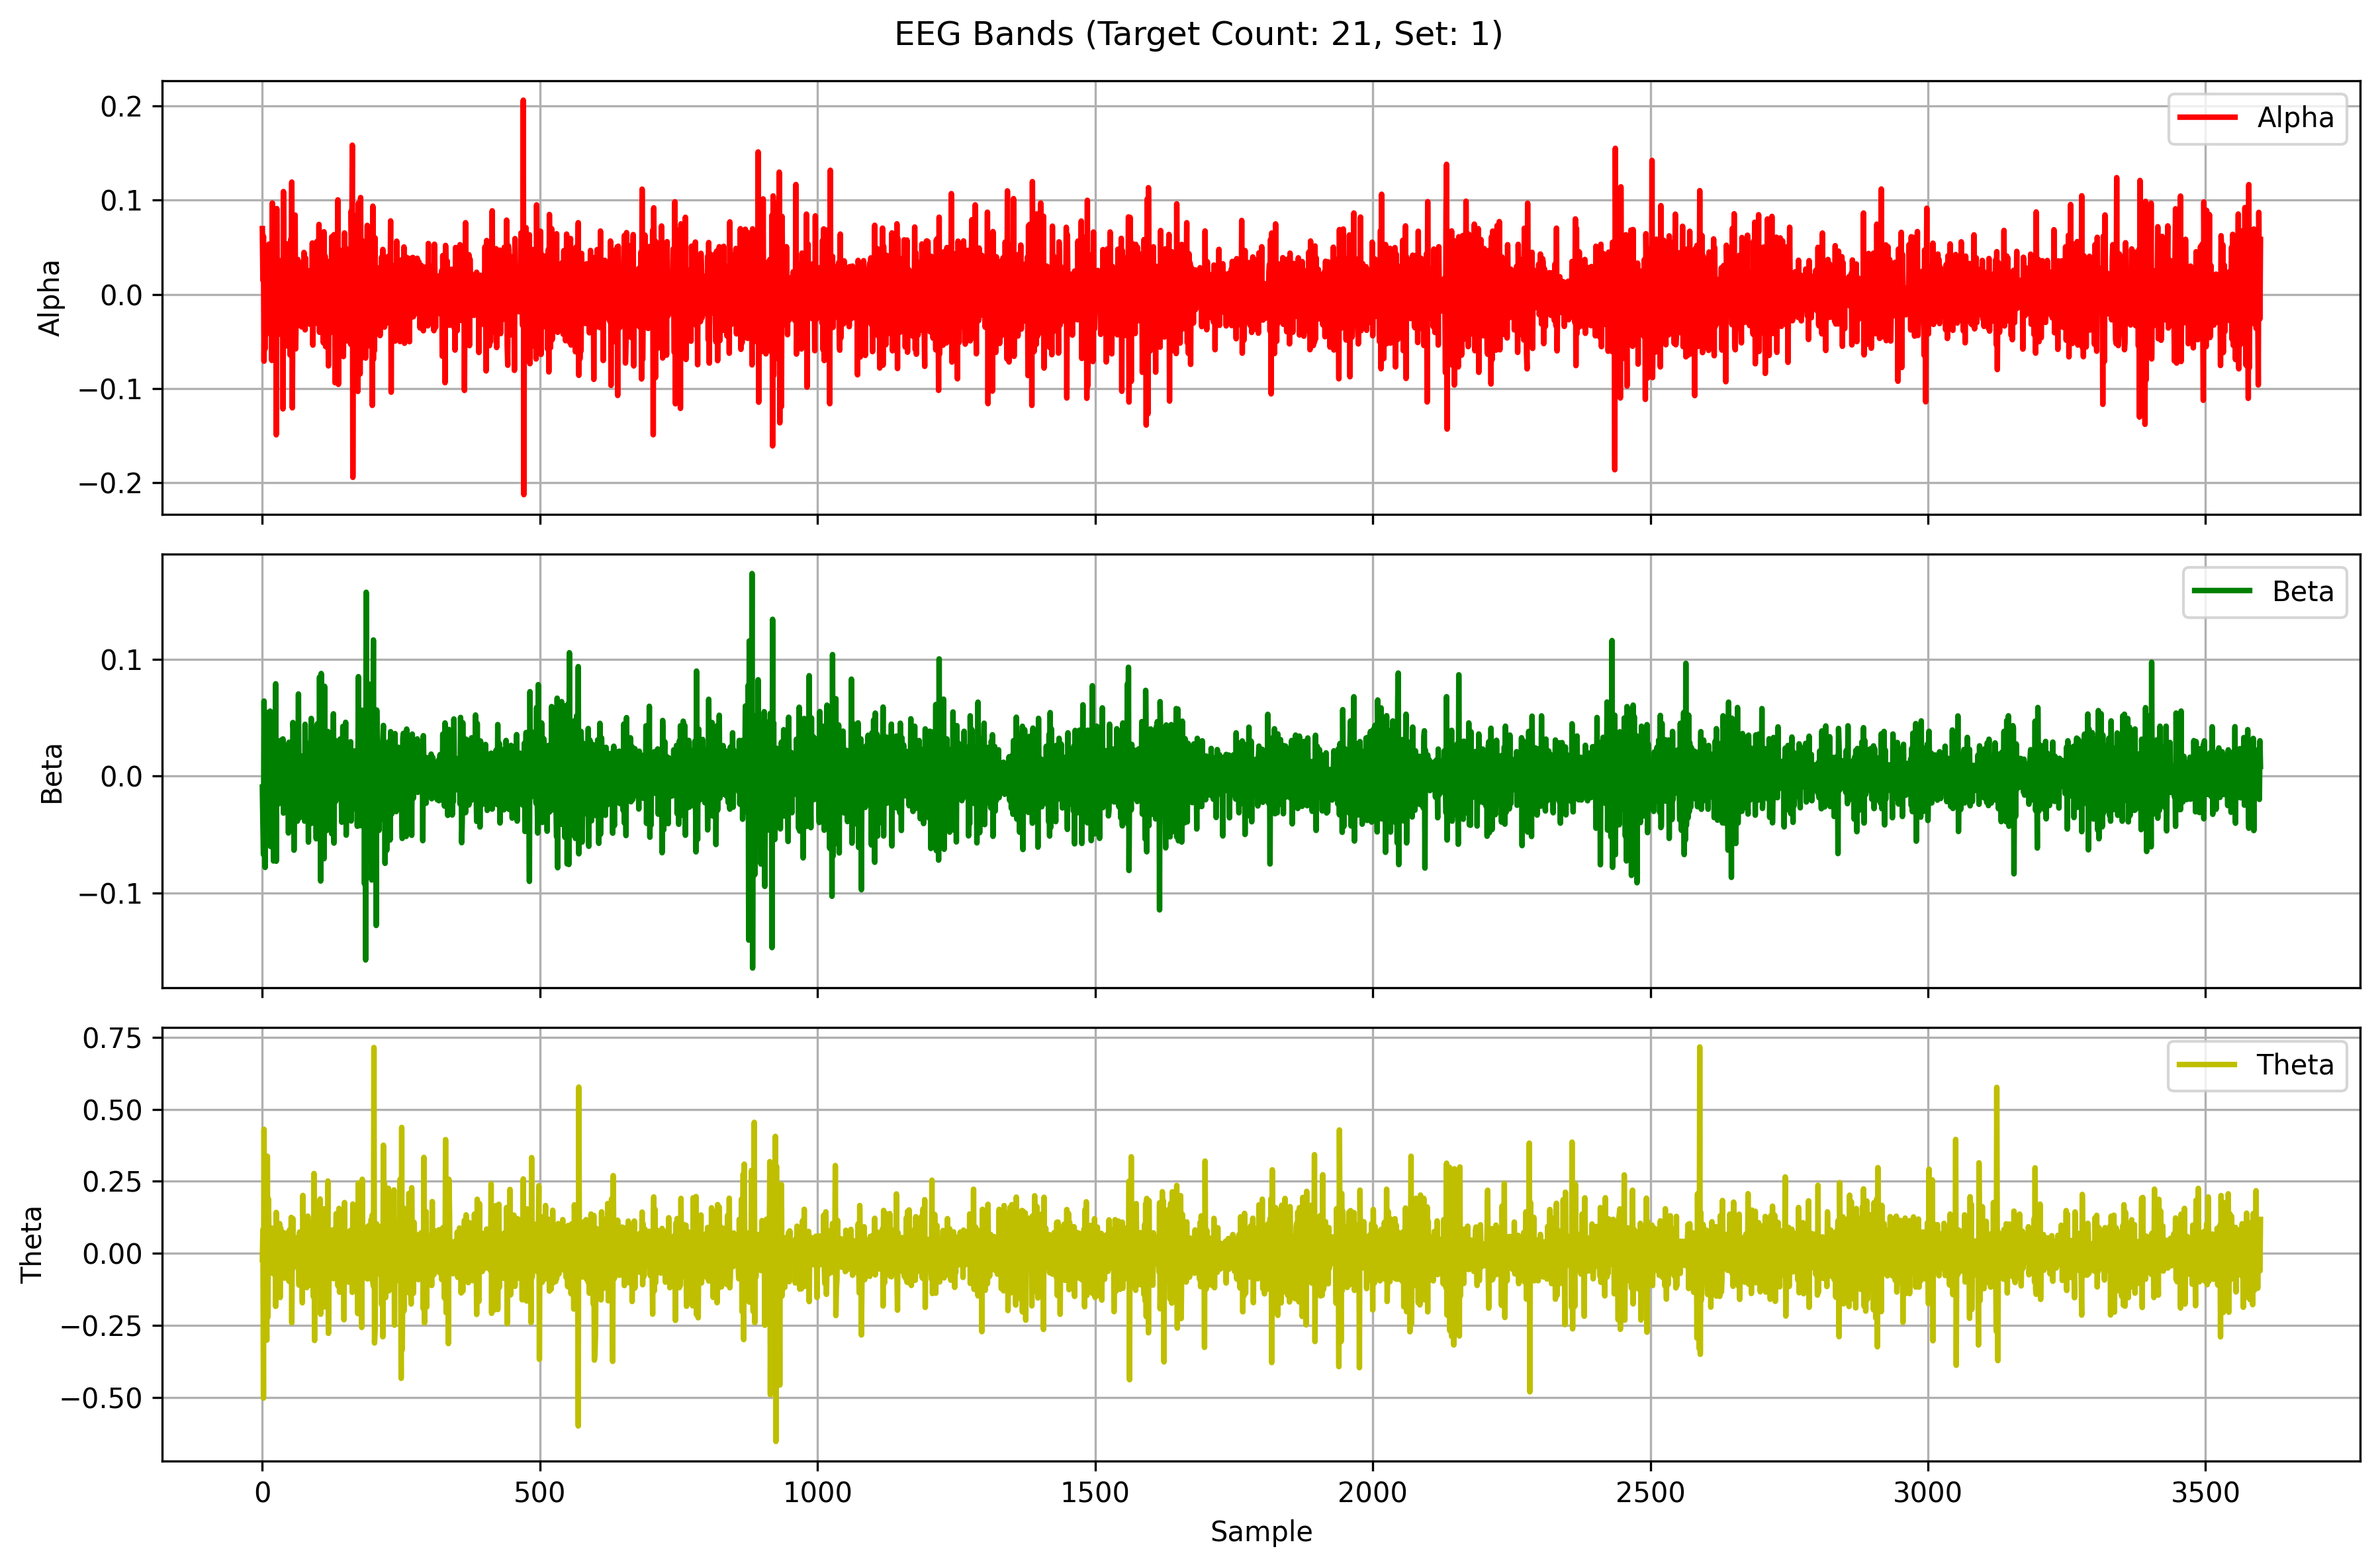 EEG Bands (Target Count: 21, Set: 1)
0.2
0.1
0.0
−0.1
−0.2
Alpha
Alpha
0.1
0.0
−0.1
Beta
Beta
0.75
0.50
0.25
0.00
−0.25
−0.50
Theta
Theta
0 500 1000 1500 2000 2500 3000 3500
Sample